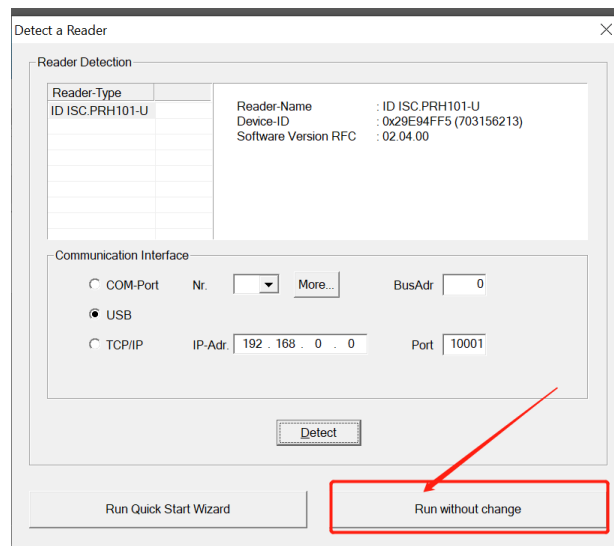 Detect a Reader
Reader Detection
Reader-Type
ID ISC.PRH101-U
Reader-Name : ID ISC.PRH101-U
Device-ID : 0x29E94FF5 (703156213)
Software Version RFC : 02.04.00
Communication Interface
COM-Port Nr. More... BusAdr 0
USB
TCP/IP IP-Adr. 192 . 168 . 0 . 0 Port 10001
Detect
Run Quick Start Wizard Run without change